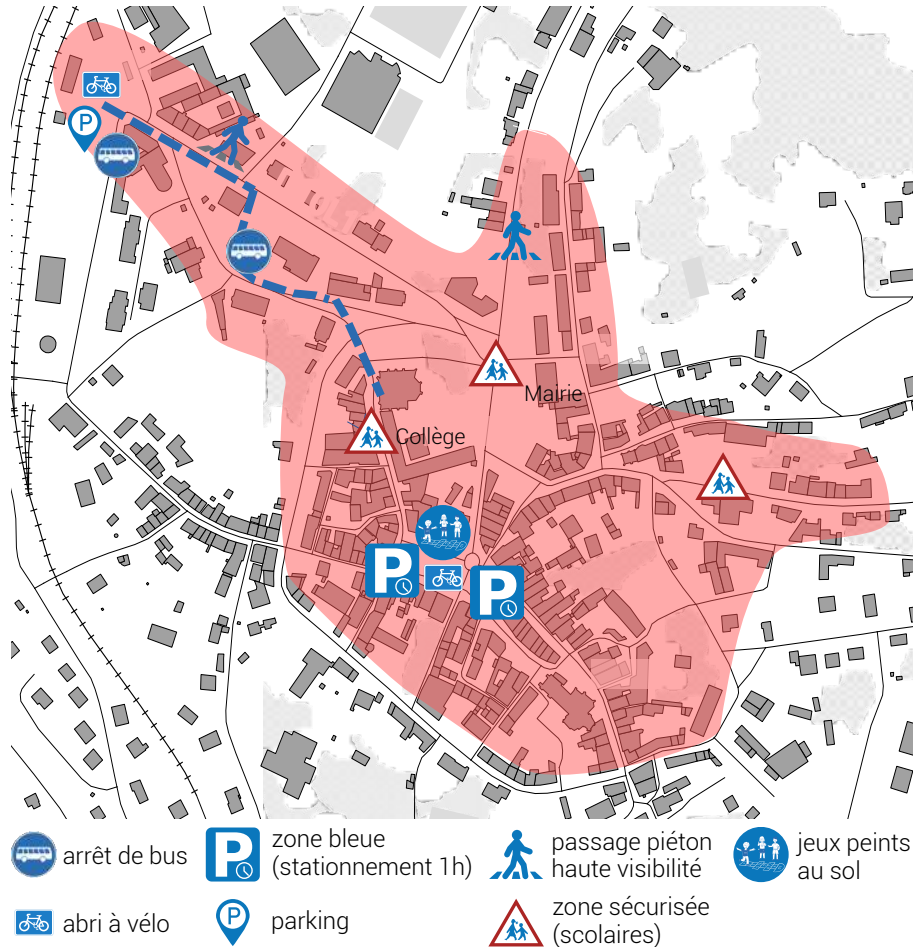 P
Mairie
Collège
P
P
arrêt de bus
P
zone bleue
(stationnement 1h)
passage piéton
haute visibilité
jeux peints
au sol
abri à vélo
P
parking
zone sécurisée
(scolaires)